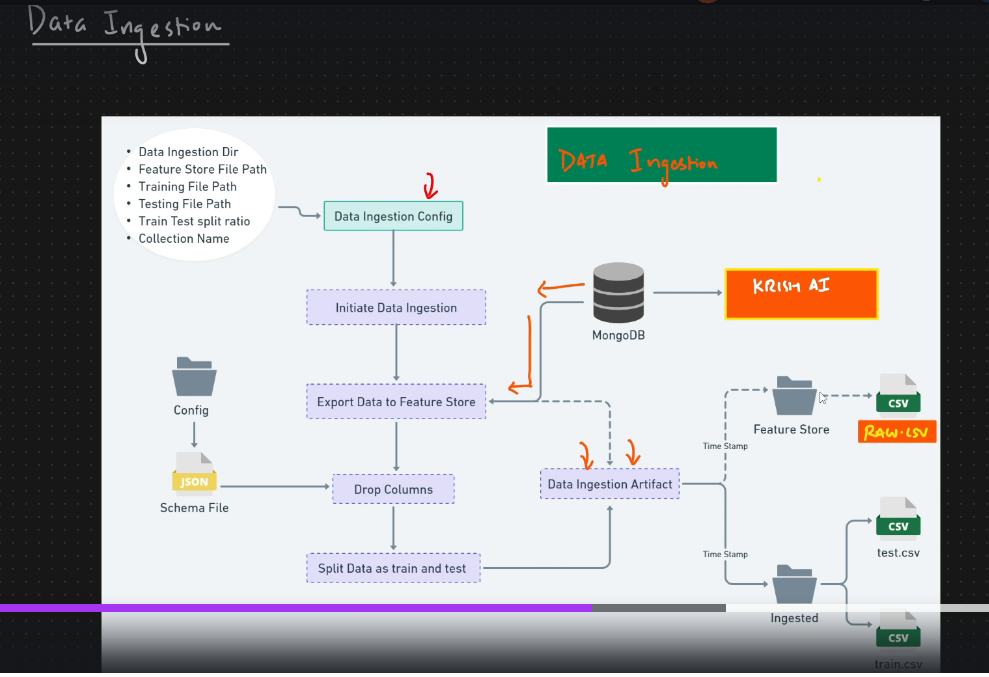 Data Ingestion
• Data Ingestion Dir
• Feature Store File Path
• Training File Path
• Testing File Path
• Train Test split ratio
• Collection Name
Data Ingestion Config
DATA Ingestion
Initiate Data Ingestion
MongoDB
KRISH AI
Config
Export Data to Feature Store
Feature Store
CSV
RAW.CSV
Time Stamp
JSON
Schema File
Drop Columns
Data Ingestion Artifact
CSV
test.csv
Time Stamp
Split Data as train and test
Ingested
CSV
train.csv